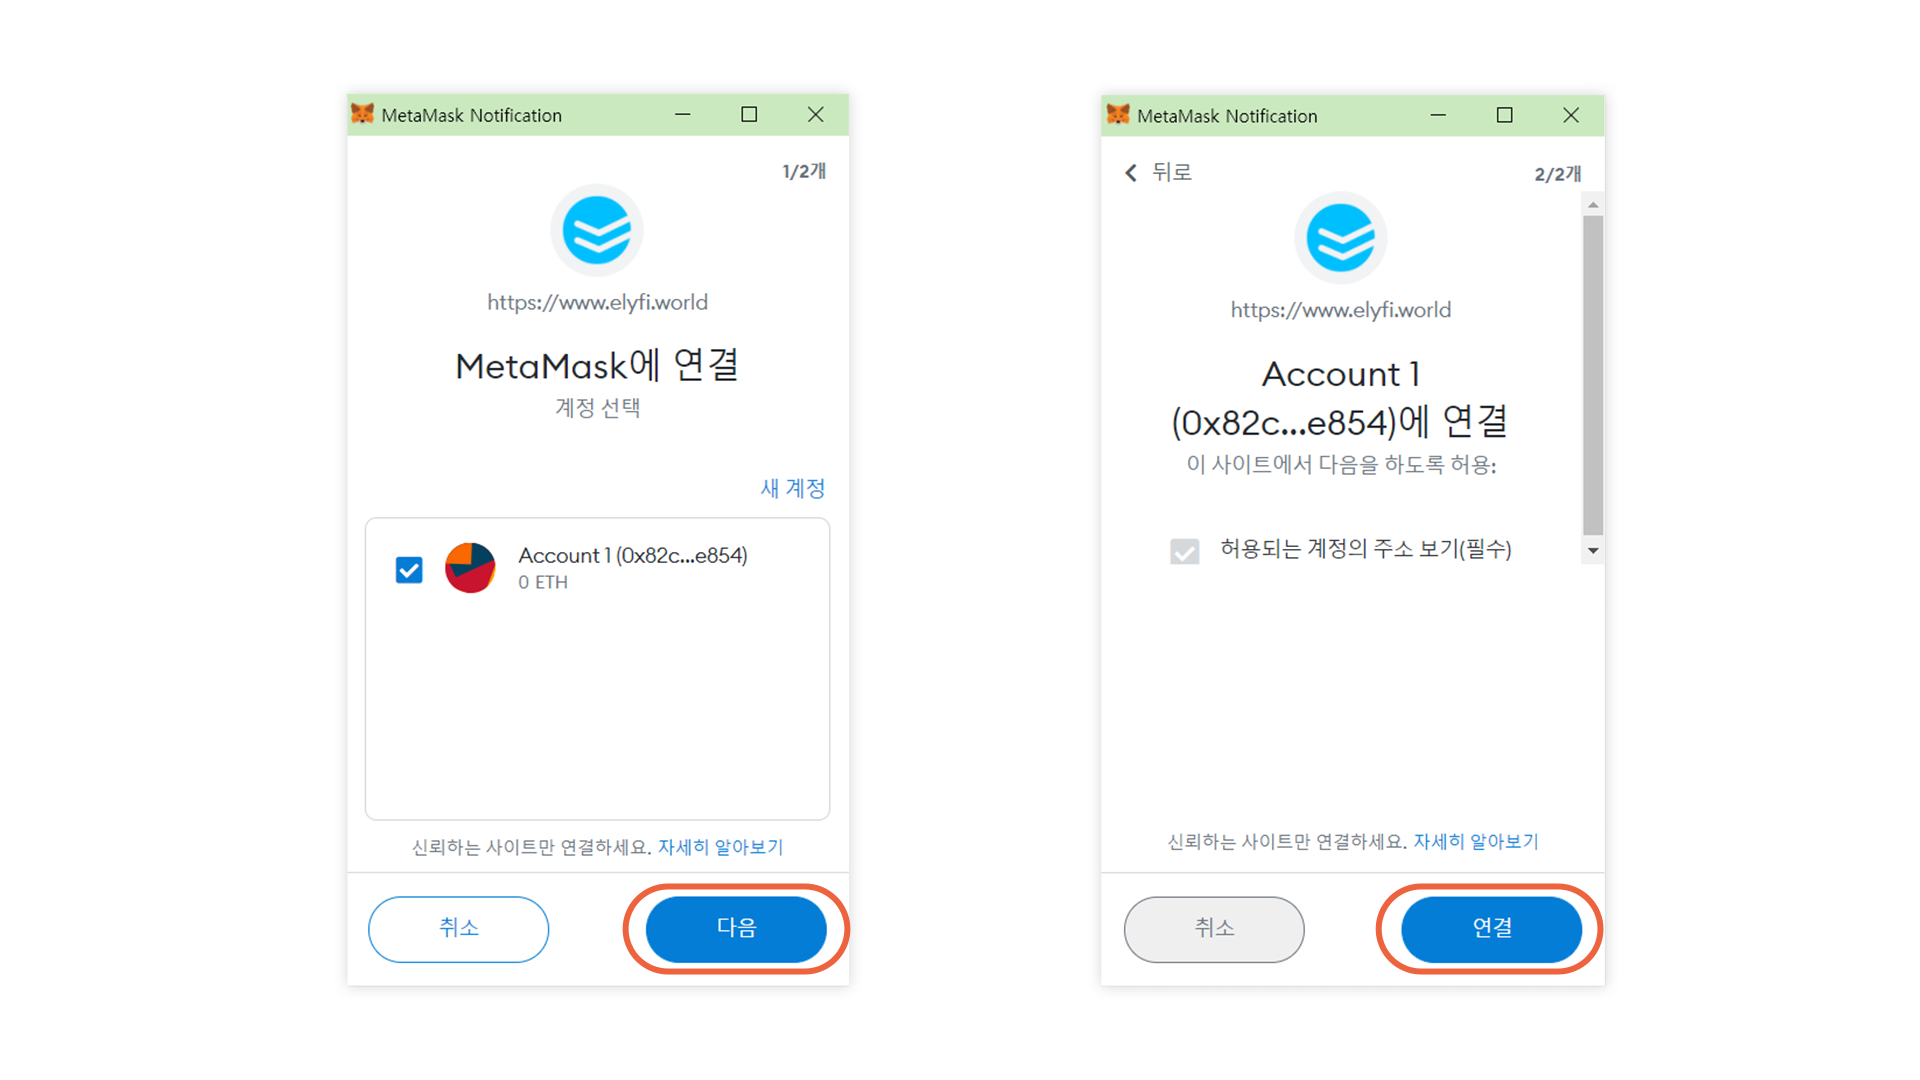 MetaMask Notification
1/2개
https://www.elyfi.world
MetaMask에 연결
계정 선택
새 계정
Account 1 (0x82c...e854)
0 ETH
신뢰하는 사이트만 연결하세요. 자세히 알아보기
취소
다음
MetaMask Notification
뒤로
2/2개
https://www.elyfi.world
Account 1
(0x82c...e854)에 연결
이 사이트에서 다음을 하도록 허용:
허용되는 계정의 주소 보기(필수)
신뢰하는 사이트만 연결하세요. 자세히 알아보기
취소
연결